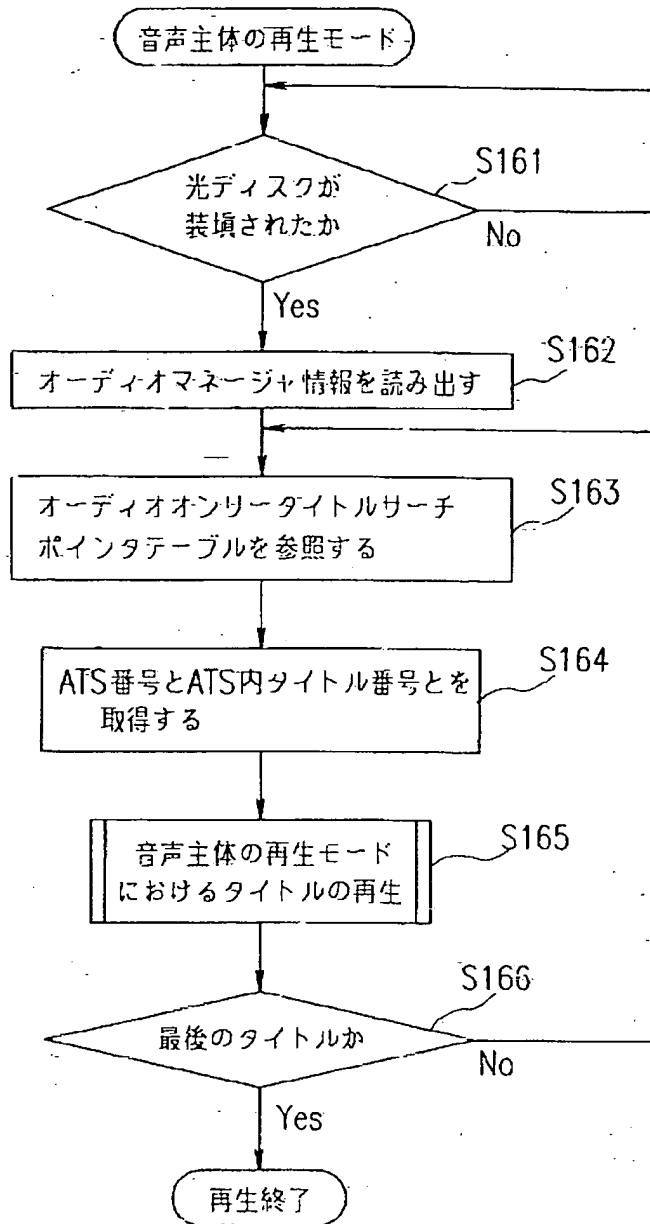 音声主体の再生モード
S161
光ディスクが
装填されたか
No
Yes
S162
オーディオマネージャ情報を読み出す
S163
オーディオオンリータイトルサーチ
ポインタテーブルを参照する
S164
ATS番号とATS内タイトル番号とを
取得する
S165
音声主体の再生モード
におけるタイトルの再生
S166
最後のタイトルか
No
Yes
再生終了